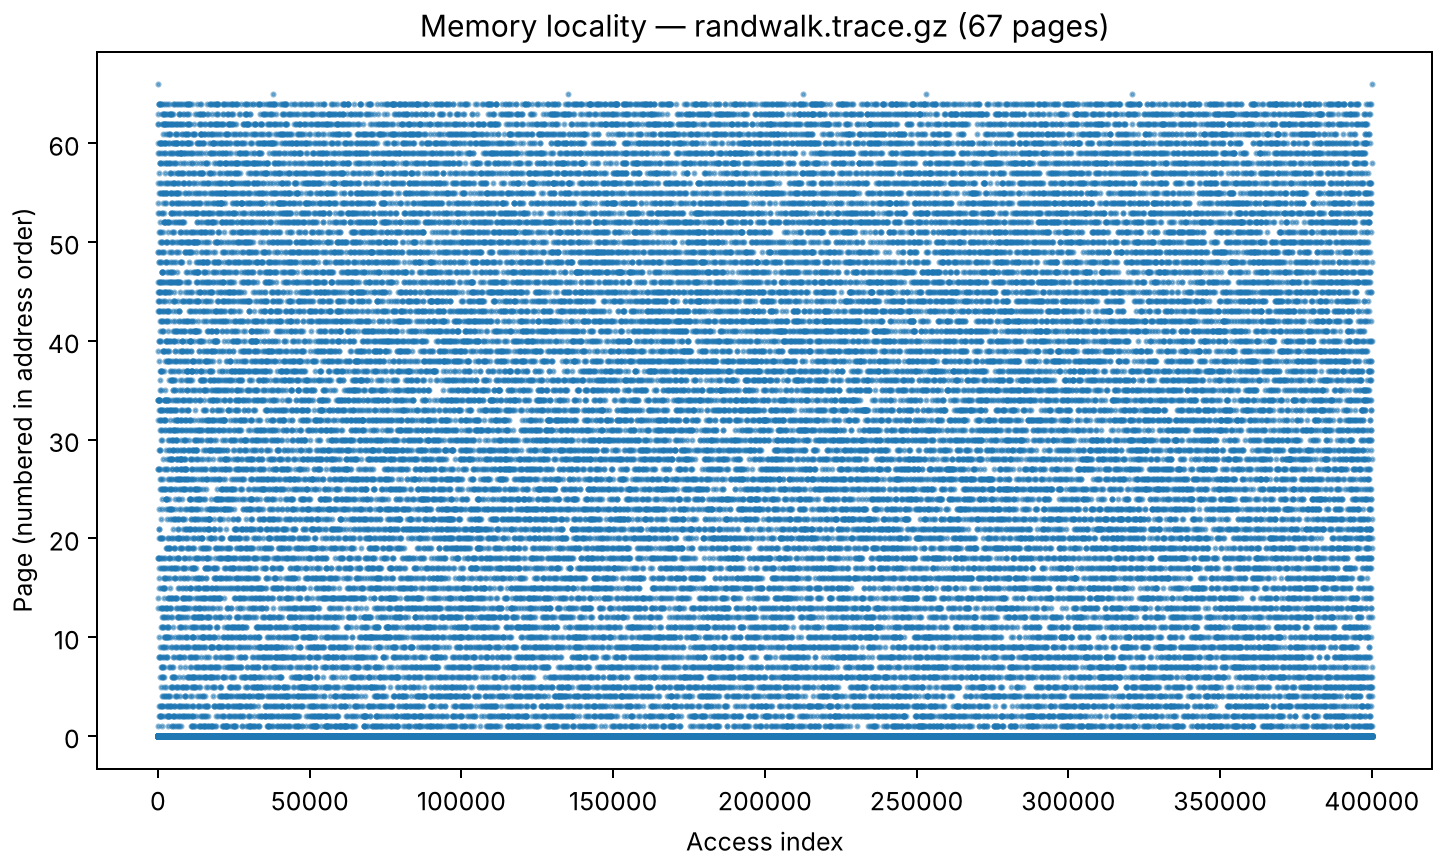 Memory locality — randwalk.trace.gz (67 pages)
Page (numbered in address order)
60
50
40
30
20
10
0
0 50000 100000 150000 200000 250000 300000 350000 400000
Access index